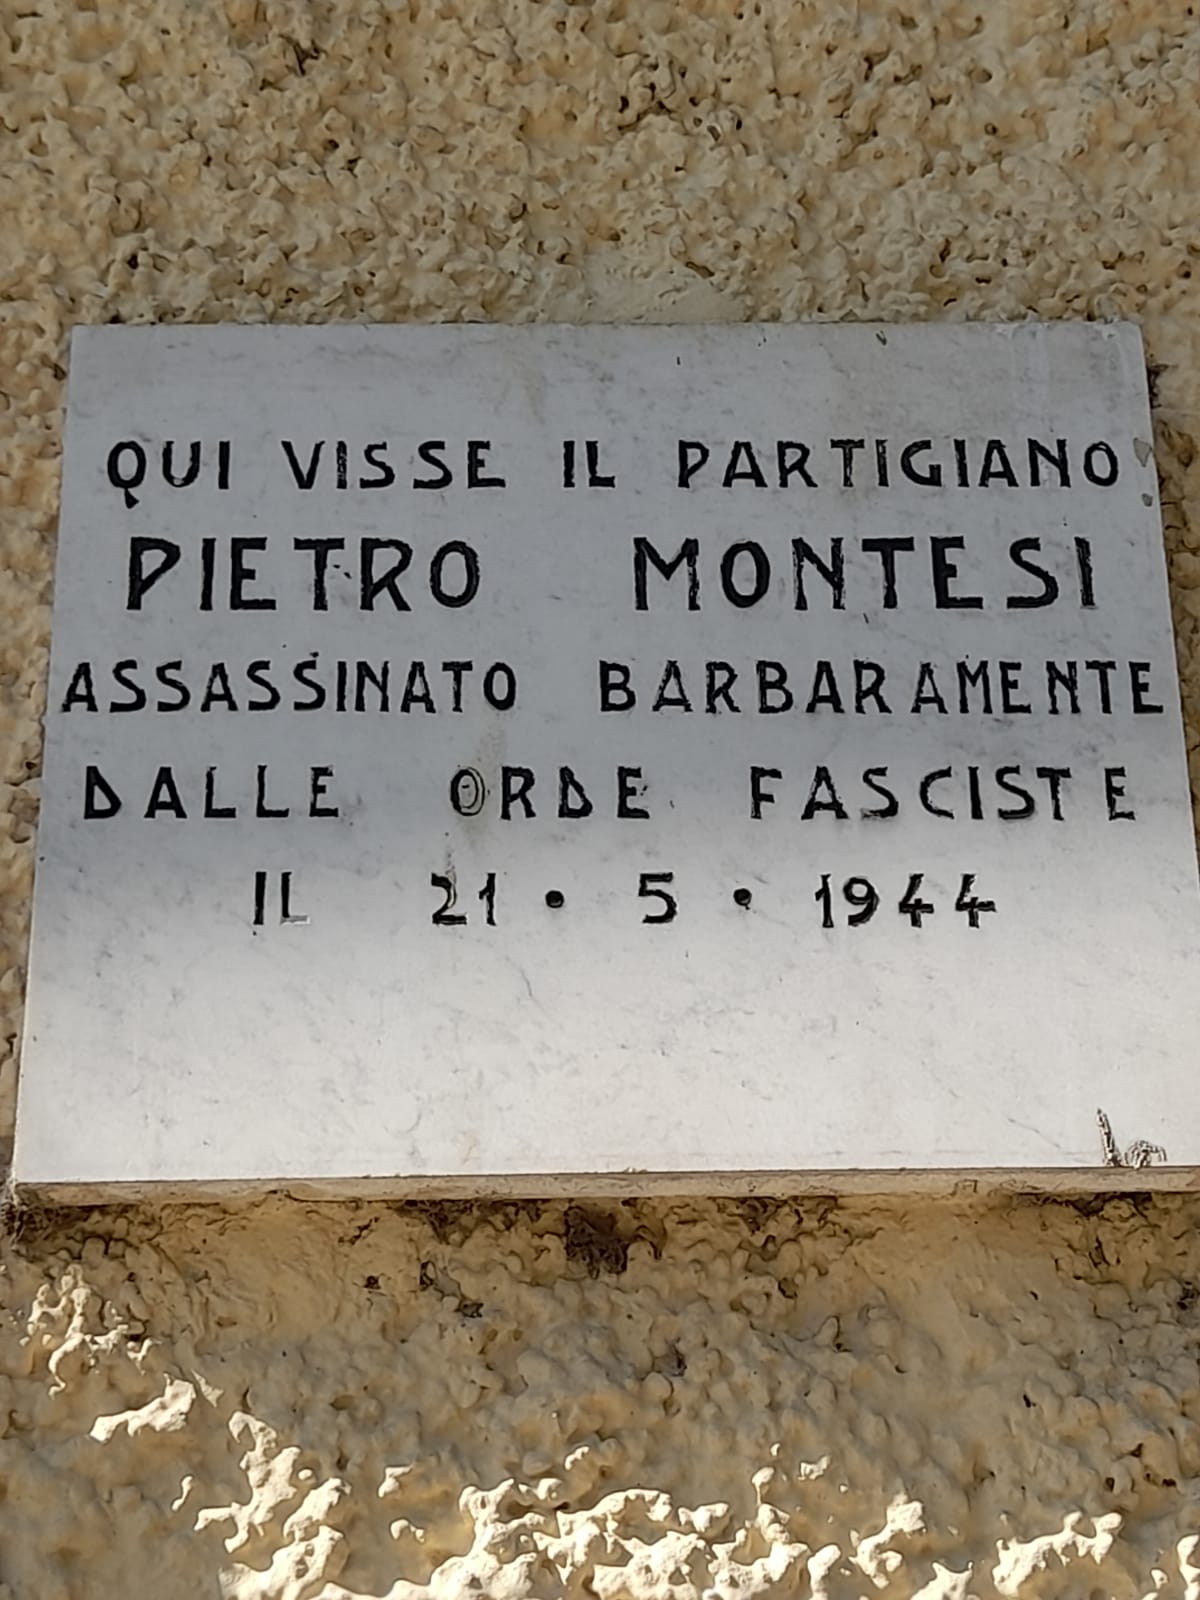 QUI VISSE IL PARTIGIANO
PIETRO MONTESI
ASSASSINATO BARBARAMENTE
DALLE ORDE FASCISTE
IL 21 • 5 • 1944